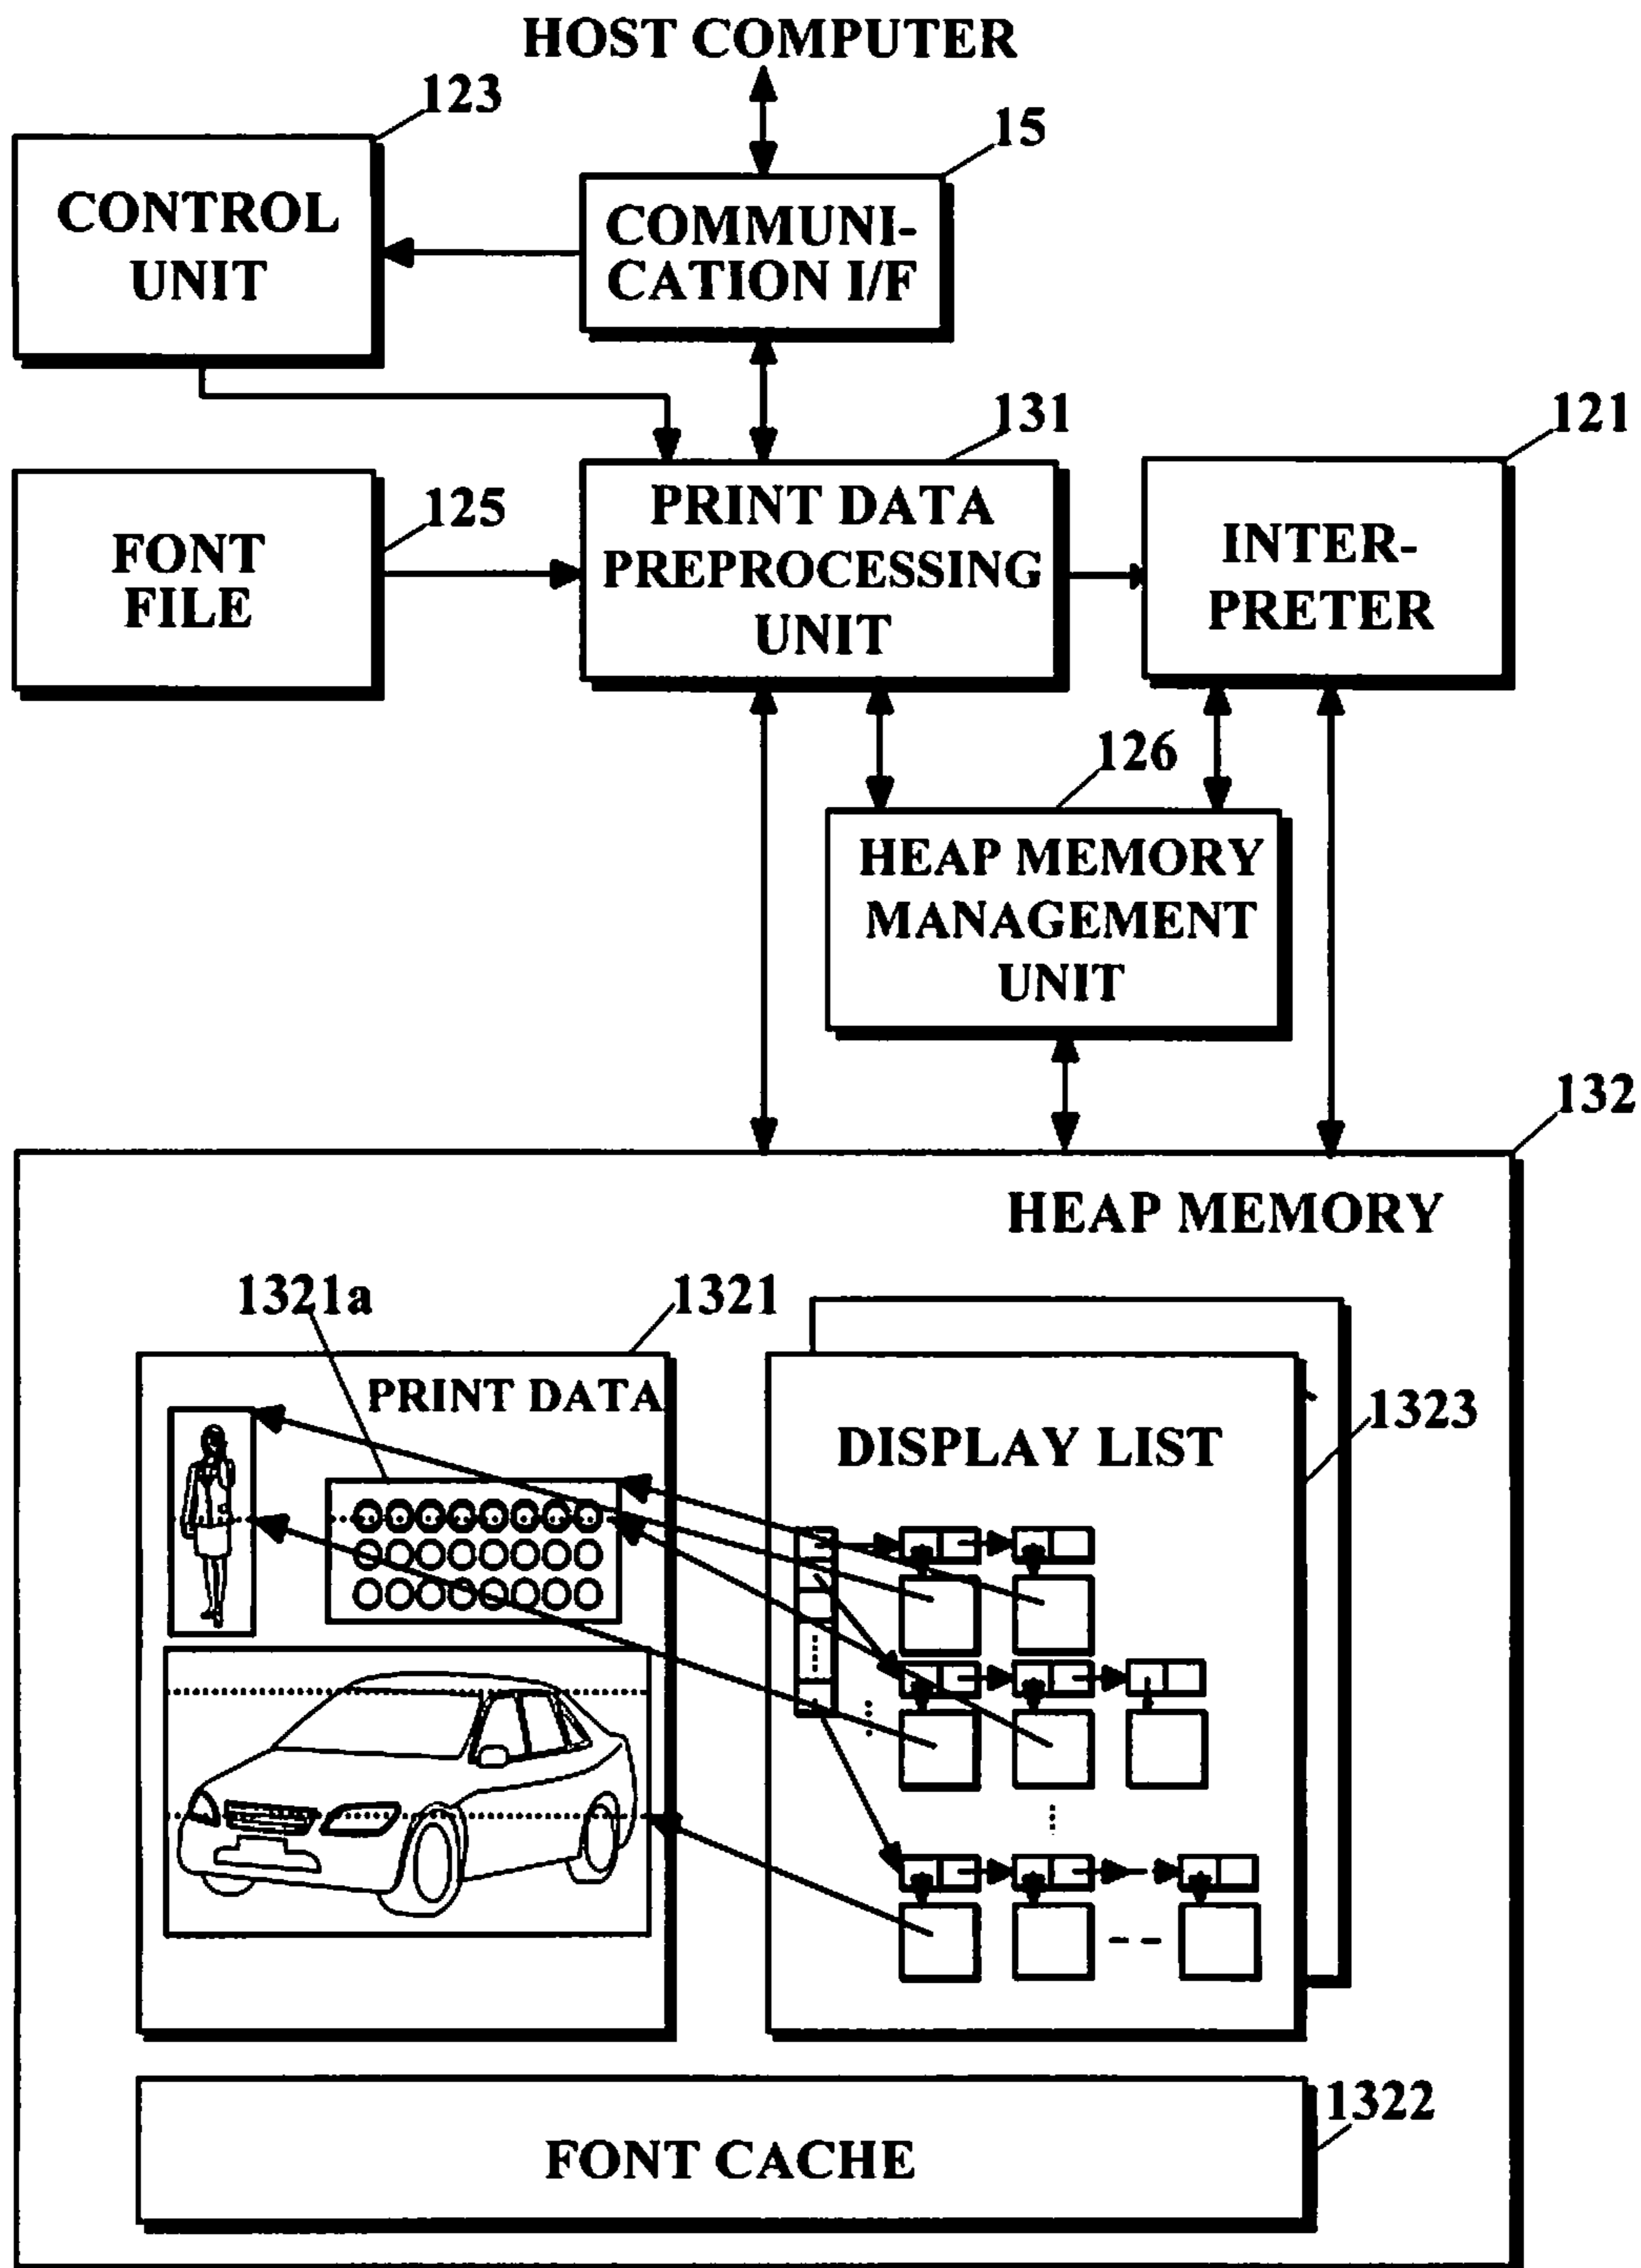 HOST COMPUTER
123
15
CONTROL
UNIT
COMMUNI-
CATION I/F
131
121
125
FONT
FILE
PRINT DATA
PREPROCESSING
UNIT
INTER-
PRETER
126
HEAP MEMORY
MANAGEMENT
UNIT
132
HEAP MEMORY
1321a
1321
PRINT DATA
1323
DISPLAY LIST
1322
FONT CACHE